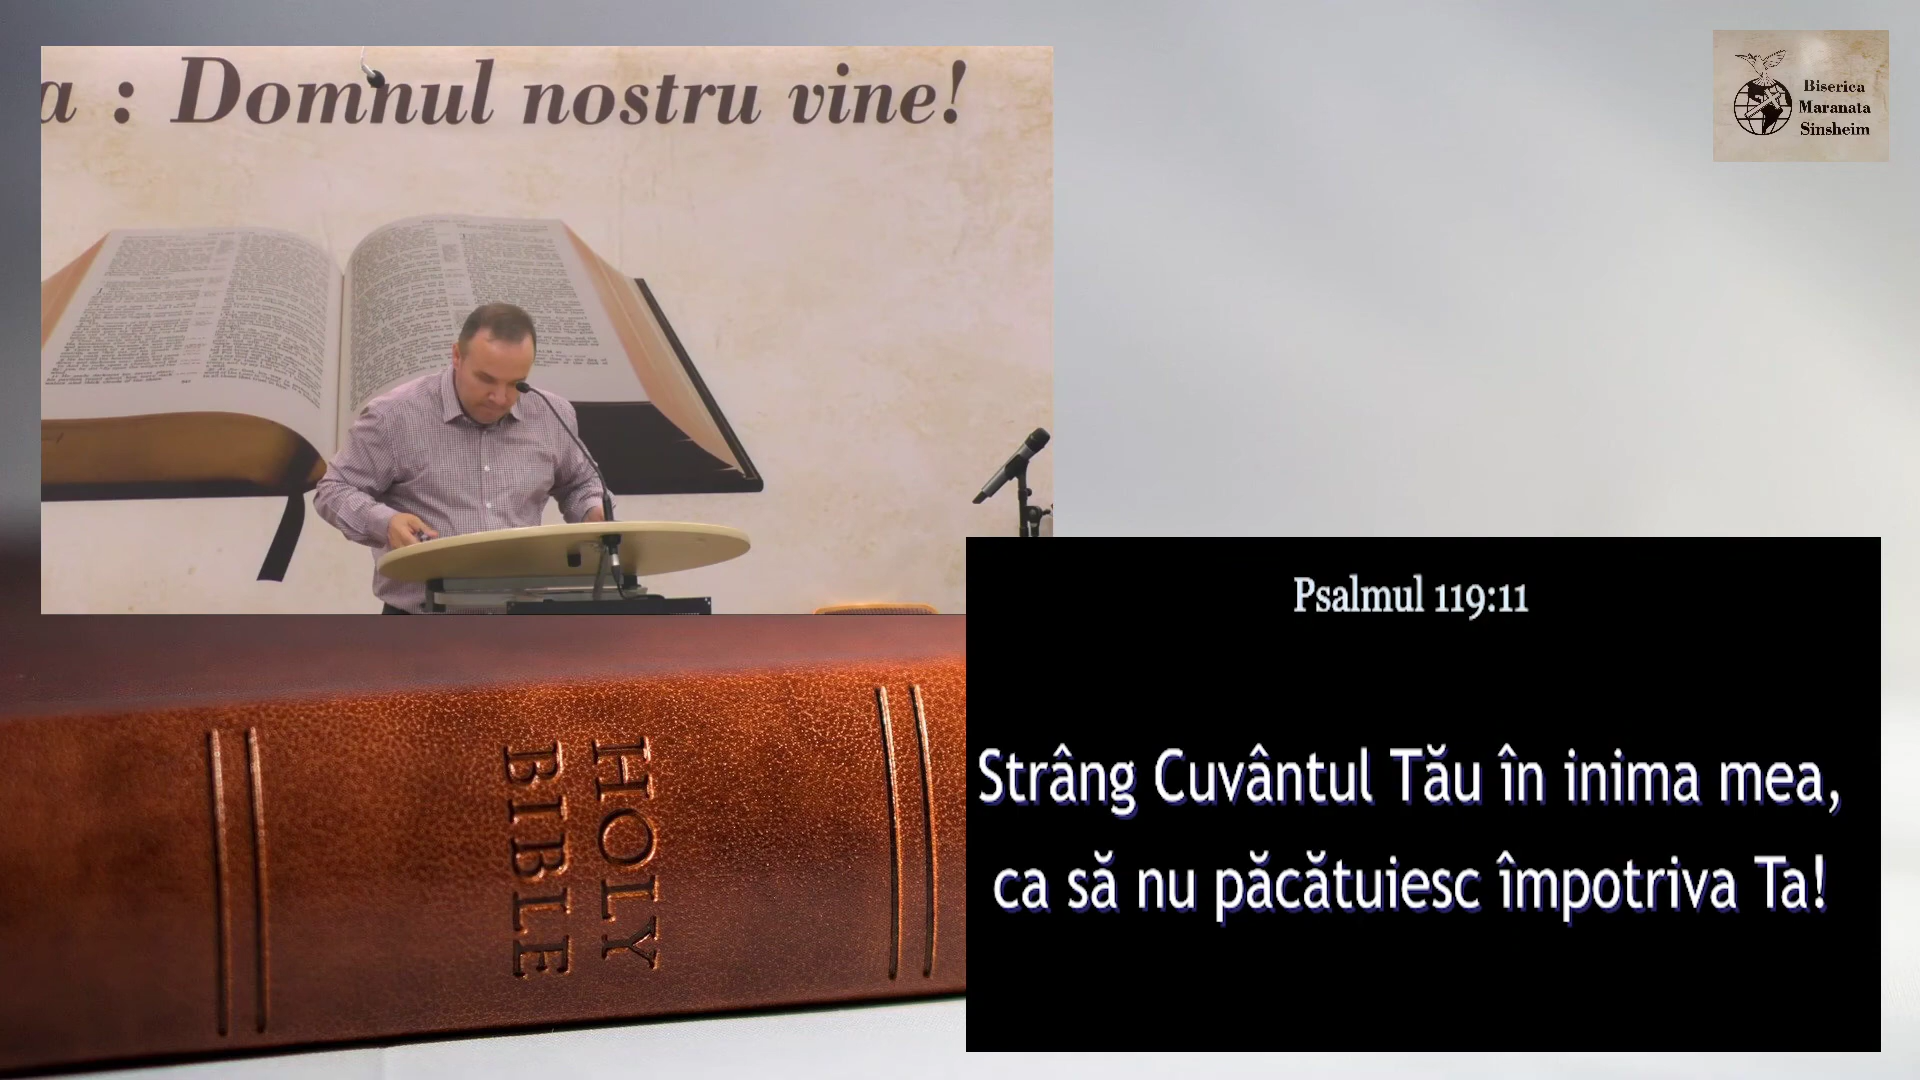 a : Domnul nostru vine!
Biserica
Maranata
Sinsheim
Psalmul 119:11
Strâng Cuvântul Tău în inima mea,
ca să nu păcătuiesc împotriva Ta!
HOLY
BIBLE